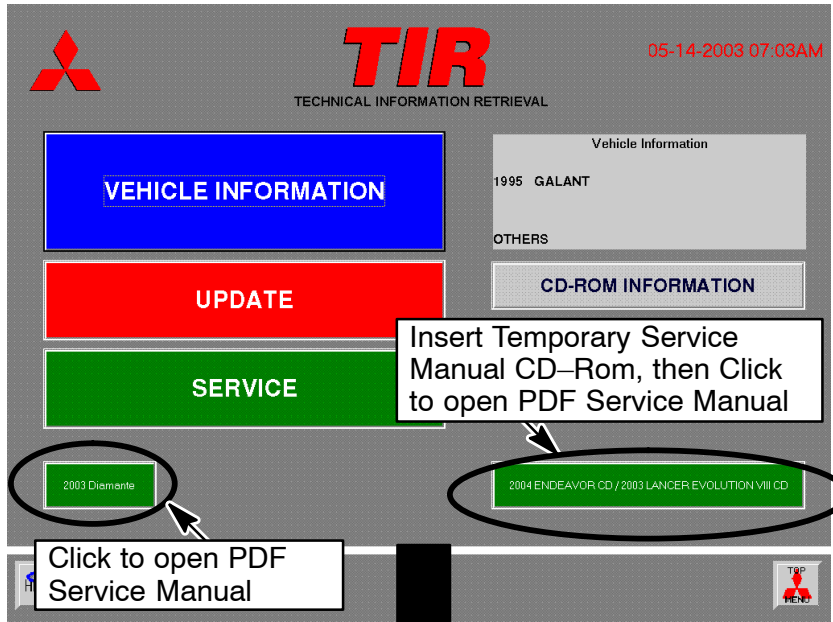 TIR
05-14-2003 07:03AM
TECHNICAL INFORMATION RETRIEVAL
VEHICLE INFORMATION
Vehicle Information
1995 GALANT
OTHERS
UPDATE
CD-ROM INFORMATION
Insert Temporary Service
Manual CD–Rom, then Click
to open PDF Service Manual
SERVICE
2003 Diamante
2004 ENDEAVOR CD / 2003 LANCER EVOLUTION VIII CD
Click to open PDF
Service Manual
TOP
MENU